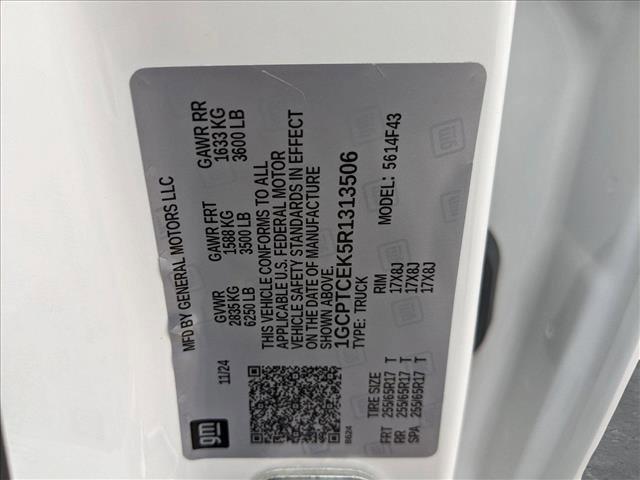 MFD BY GENERAL MOTORS LLC
11/24
GVWR
2835 KG
6250 LB
GAWR FRT
1588 KG
3500 LB
GAWR RR
1633 KG
3600 LB
THIS VEHICLE CONFORMS TO ALL
APPLICABLE U.S. FEDERAL MOTOR
VEHICLE SAFETY STANDARDS IN EFFECT
ON THE DATE OF MANUFACTURE
SHOWN ABOVE.
1GCPTCEK5R1313506
TYPE: TRUCK
MODEL: 5614F43
gm
B624
TIRE SIZE RIM
FRT 255/65R17 T 17X8J
RR 255/65R17 T 17X8J
SPA 255/65R17 T 17X8J